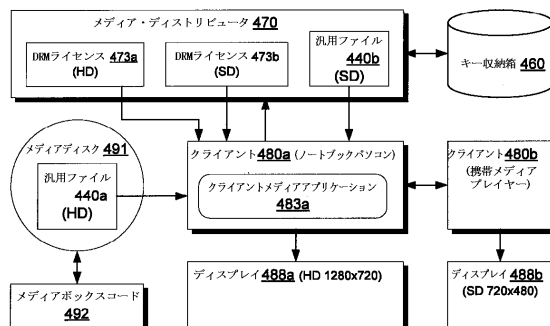 メディア・ディストリビュータ 470
DRMライセンス 473a
(HD)
DRMライセンス 473b
(SD)
汎用ファイル
440b
(SD)
キー収納箱 460
メディアディスク
491
汎用ファイル
440a
(HD)
クライアント 480a (ノートブックパソコン)
クライアントメディアアプリケーション
483a
クライアント 480b
(携帯メディア
プレイヤー)
メディアボックスコード
492
ディスプレイ 488a (HD 1280x720)
ディスプレイ 488b
(SD 720x480)